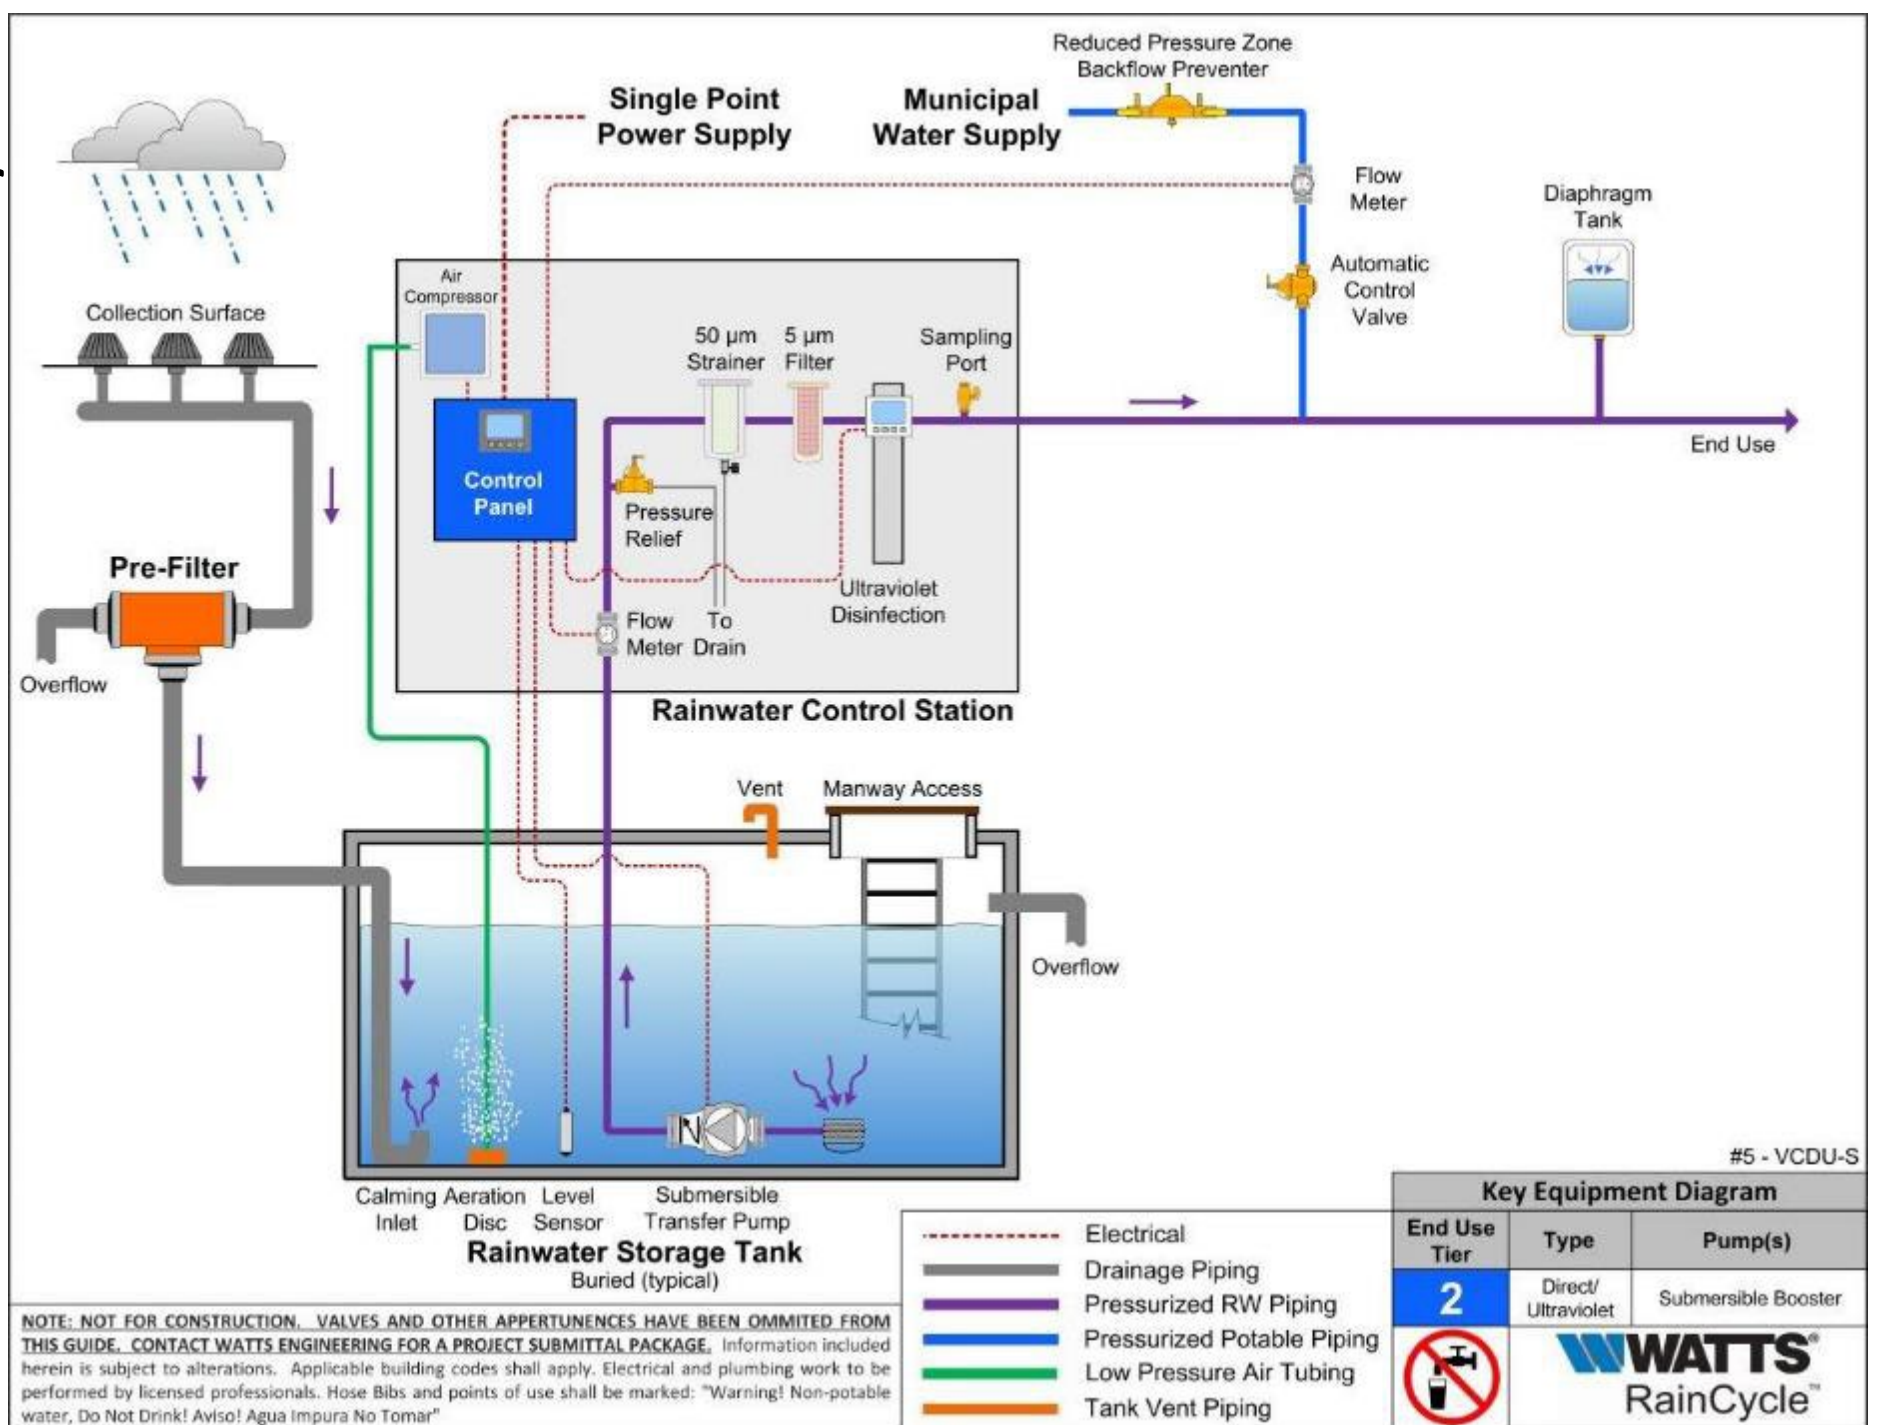 Reduced Pressure Zone
Backflow Preventer
Single Point
Power Supply
Municipal
Water Supply
Flow
Meter
Diaphragm
Tank
Automatic
Control
Valve
Air
Compressor
Collection Surface
50 µm
Strainer
5 µm
Filter
Sampling
Port
End Use
Control
Panel
Pressure
Relief
Pre-Filter
Ultraviolet
Disinfection
Flow
Meter
To
Drain
Overflow
Rainwater Control Station
Vent
Manway Access
Overflow
N
#5 - VCDU-S
Calming
Inlet
Aeration
Disc
Level
Sensor
Submersible
Transfer Pump
Rainwater Storage Tank
Buried (typical)
Electrical
Drainage Piping
Pressurized RW Piping
Pressurized Potable Piping
Low Pressure Air Tubing
Tank Vent Piping
Key Equipment Diagram
End Use
Tier
Type
Pump(s)
2
Direct/
Ultraviolet
Submersible Booster
WATTS®
RainCycle™
NOTE: NOT FOR CONSTRUCTION. VALVES AND OTHER APPERTUNENCES HAVE BEEN OMMITED FROM
THIS GUIDE. CONTACT WATTS ENGINEERING FOR A PROJECT SUBMITTAL PACKAGE. Information included
herein is subject to alterations. Applicable building codes shall apply. Electrical and plumbing work to be
performed by licensed professionals. Hose Bibs and points of use shall be marked: "Warning! Non-potable
water, Do Not Drink! Aviso! Agua Impura No Tomar"